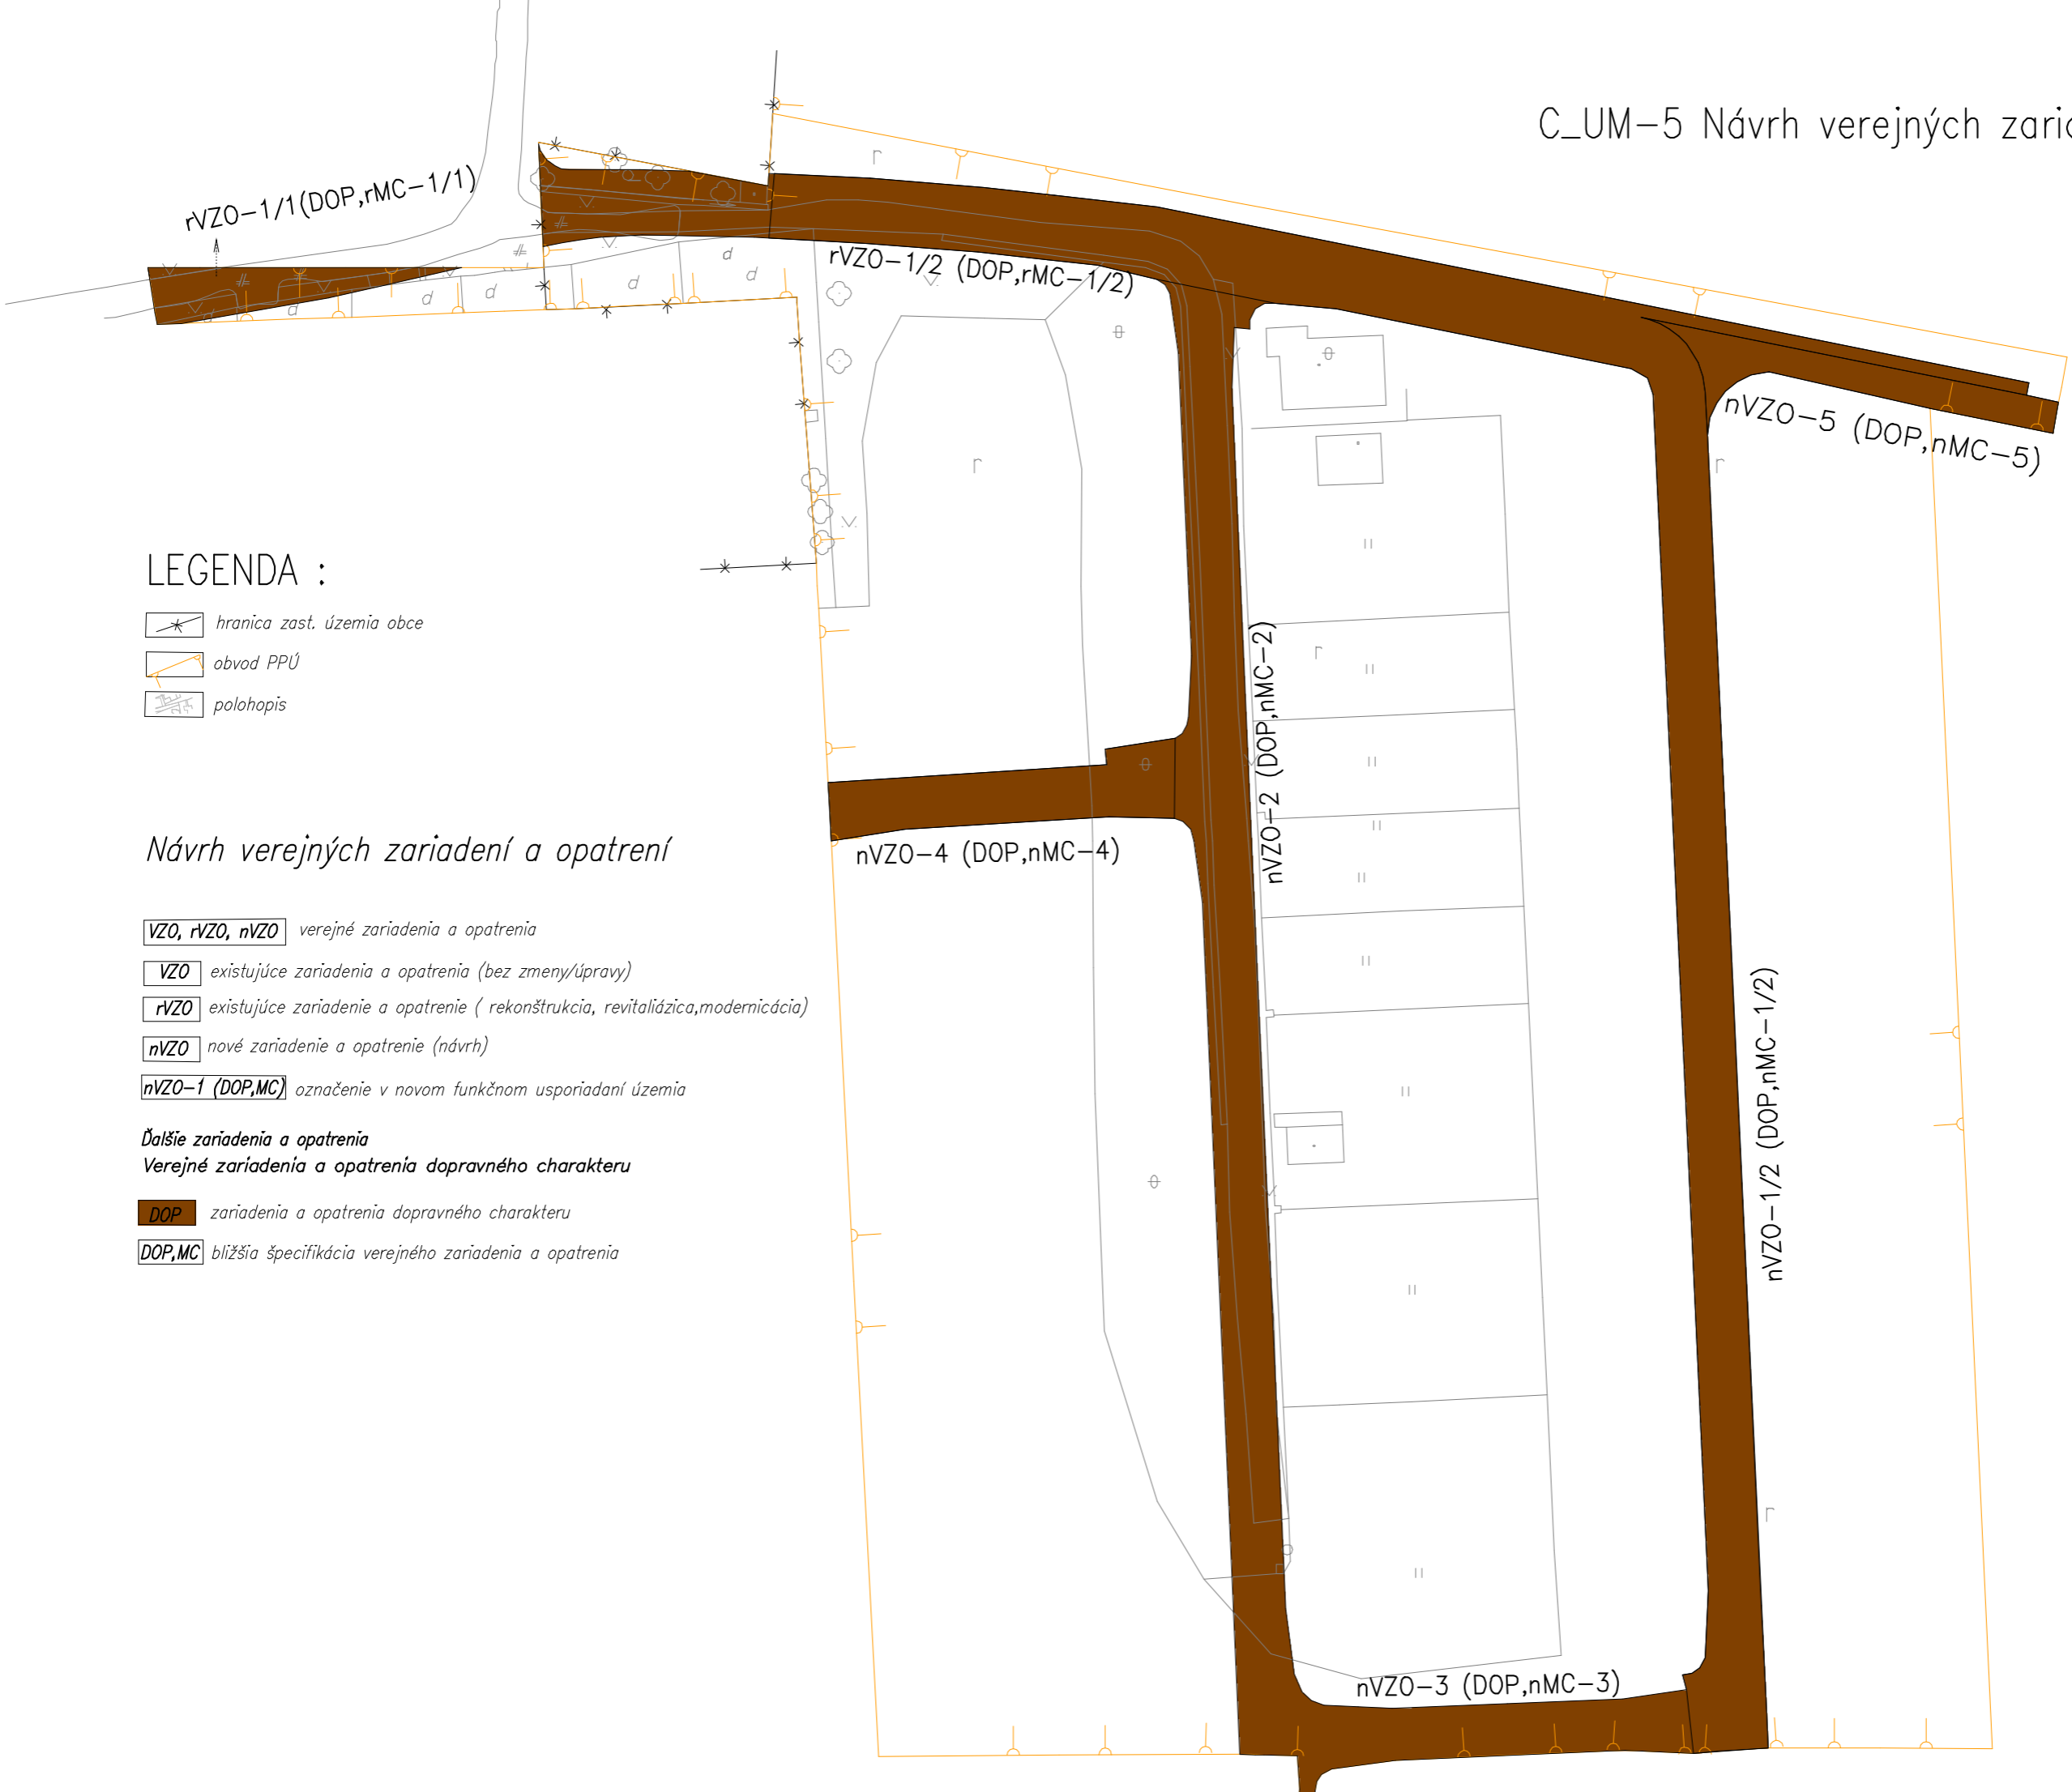 C_UM-5 Návrh verejných
rVZO-1/1(DOP,rMC-1/1)
rVZO-1/2 (DOP,rMC-1/2)
nVZO-5 (DOP,nMC-5)
nVZO-2 (DOP,nMC-2)
nVZO-4 (DOP,nMC-4)
nVZO-1/2 (DOP,nMC-1/2)
nVZO-3 (DOP,nMC-3)
LEGENDA :
hranica zast. územia obce
obvod PPÚ
polohopis
Návrh verejných zariadení a opatrení
VZO, rVZO, nVZO verejné zariadenia a opatrenia
VZO existujúce zariadenia a opatrenia (bez zmeny/úpravy)
rVZO existujúce zariadenie a opatrenie ( rekonštrukcia, revitaliázica,modernicácia)
nVZO nové zariadenie a opatrenie (návrh)
nVZO-1 (DOP,MC) označenie v novom funkčnom usporiadaní územia
Ďalšie zariadenia a opatrenia
Verejné zariadenia a opatrenia dopravného charakteru
DOP zariadenia a opatrenia dopravného charakteru
DOP,MC bližšia špecifikácia verejného zariadenia a opatrenia
d
d
d
d
d
d
d